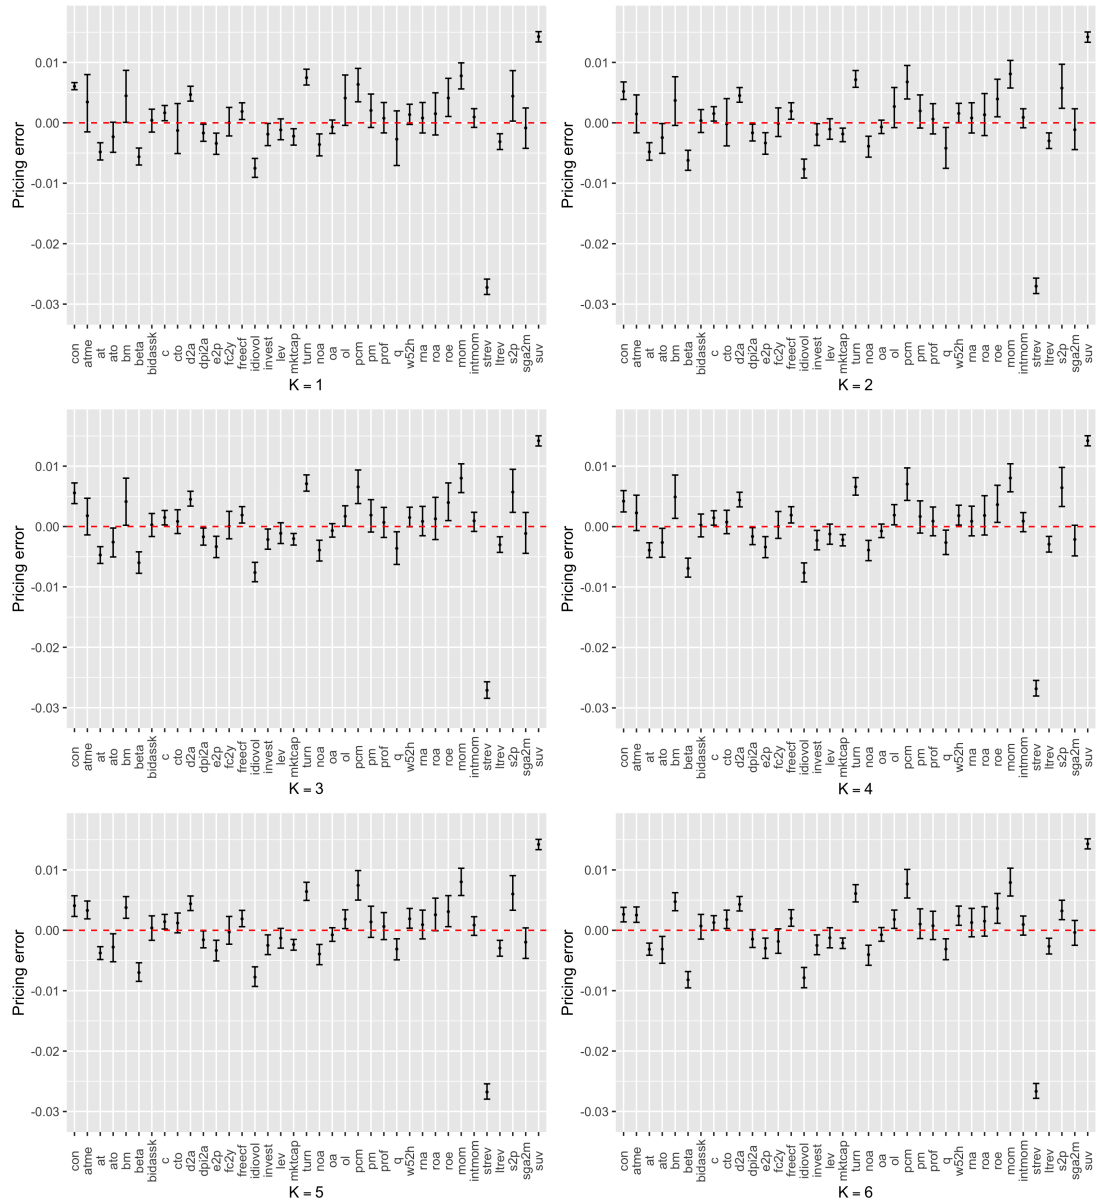 Pricing error
0.01
0.00
-0.01
-0.02
-0.03
con atme at ato bm beta bidassk c cto d2a dpi2a e2p fc2y freecf idiovol invest lev mktcap turn noa oa ol pcm pm prof q w52h rna roa roe mom intmom strev ltrev s2p sga2m suv
K = 1
Pricing error
0.01
0.00
-0.01
-0.02
-0.03
con atme at ato bm beta bidassk c cto d2a dpi2a e2p fc2y freecf idiovol invest lev mktcap turn noa oa ol pcm pm prof q w52h rna roa roe mom intmom strev ltrev s2p sga2m suv
K = 2
Pricing error
0.01
0.00
-0.01
-0.02
-0.03
con atme at ato bm beta bidassk c cto d2a dpi2a e2p fc2y freecf idiovol invest lev mktcap turn noa oa ol pcm pm prof q w52h rna roa roe mom intmom strev ltrev s2p sga2m suv
K = 3
Pricing error
0.01
0.00
-0.01
-0.02
-0.03
con atme at ato bm beta bidassk c cto d2a dpi2a e2p fc2y freecf idiovol invest lev mktcap turn noa oa ol pcm pm prof q w52h rna roa roe mom intmom strev ltrev s2p sga2m suv
K = 4
Pricing error
0.01
0.00
-0.01
-0.02
-0.03
con atme at ato bm beta bidassk c cto d2a dpi2a e2p fc2y freecf idiovol invest lev mktcap turn noa oa ol pcm pm prof q w52h rna roa roe mom intmom strev ltrev s2p sga2m suv
K = 5
Pricing error
0.01
0.00
-0.01
-0.02
-0.03
con atme at ato bm beta bidassk c cto d2a dpi2a e2p fc2y freecf idiovol invest lev mktcap turn noa oa ol pcm pm prof q w52h rna roa roe mom intmom strev ltrev s2p sga2m suv
K = 6